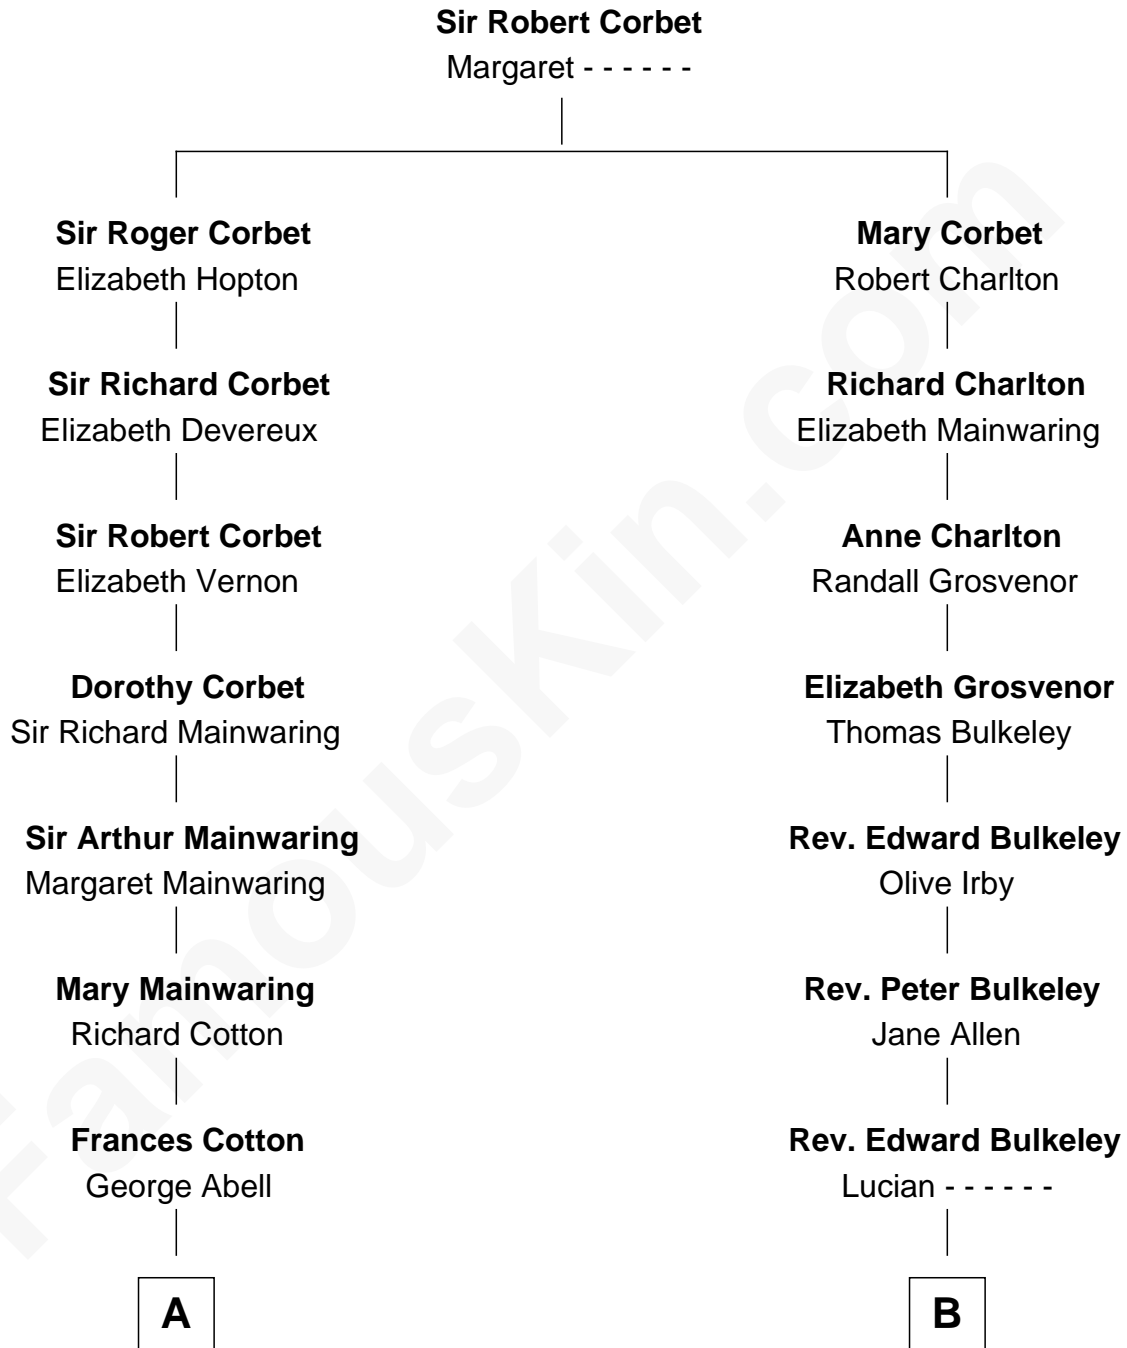 Sir Robert Corbet
Margaret - - - - - -
Sir Roger Corbet
Elizabeth Hopton
Mary Corbet
Robert Charlton
Sir Richard Corbet
Elizabeth Devereux
Richard Charlton
Elizabeth Mainwaring
Sir Robert Corbet
Elizabeth Vernon
Anne Charlton
Randall Grosvenor
Dorothy Corbet
Sir Richard Mainwaring
Elizabeth Grosvenor
Thomas Bulkeley
Sir Arthur Mainwaring
Margaret Mainwaring
Rev. Edward Bulkeley
Olive Irby
Mary Mainwaring
Richard Cotton
Rev. Peter Bulkeley
Jane Allen
Frances Cotton
George Abell
Rev. Edward Bulkeley
Lucian - - - - - -
A
B
FamousKin.com